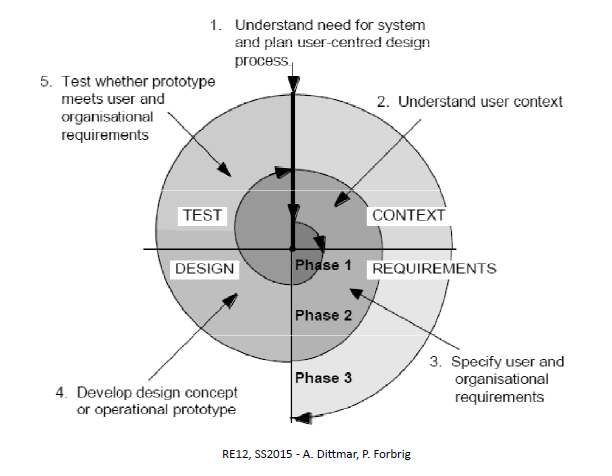 1. Understand need for system
and plan user-centred design
process.
5. Test whether prototype
meets user and
organisational
requirements
2. Understand user context
TEST
CONTEXT
DESIGN
Phase 1
REQUIREMENTS
Phase 2
Phase 3
3. Specify user and
organisational
requirements
4. Develop design concept
or operational prototype
RE12, SS2015 - A. Dittmar, P. Forbrig